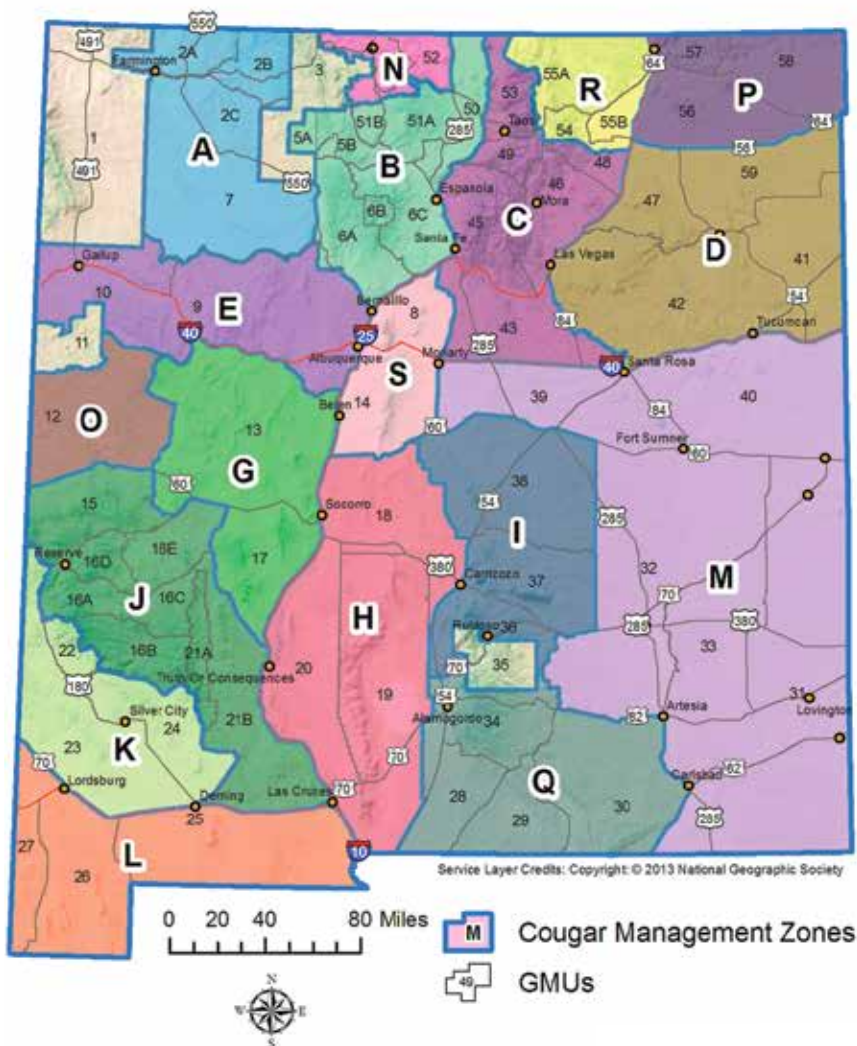 550
491
2A
52
57
58
Farmington
2B
3
N
64
55A
R
P
53
50
2C
51B
51A
285
Taos
54
55B
56
64
1
5A
5B
49
56
A
B
48
59
491
550
7
Espanola
46
47
6B
6C
45
Mora
C
6A
Santa Fe
D
Gallup
Las Vegas
41
10
9
E
Bernalillo
8
42
54
40
25
43
84
Tucumcari
11
Albuquerque
285
Moriarty
40
Santa Rosa
S
12
O
Belen
14
39
40
60
84
13
Fort Sumner
60
G
60
38
15
Socorro
18
54
285
17
I
Reserve
16D
16E
380
32
M
37
J
16C
Carrizozo
70
16A
H
Ruidoso
36
285
380
22
16B
21A
20
70
35
33
Truth Or Consequences
180
19
54
31
Silver City
24
21B
Alamogordo
34
82
Artesia
Lovington
23
K
70
70
62
Lordsburg
Las Cruces
70
28
Q
30
Carlsbad
Deming
25
29
285
27
L
10
26
Service Layer Credits: Copyright: © 2013 National Geographic Society
0 20 40 80 Miles
M Cougar Management Zones
49 GMUs
N
W E
S